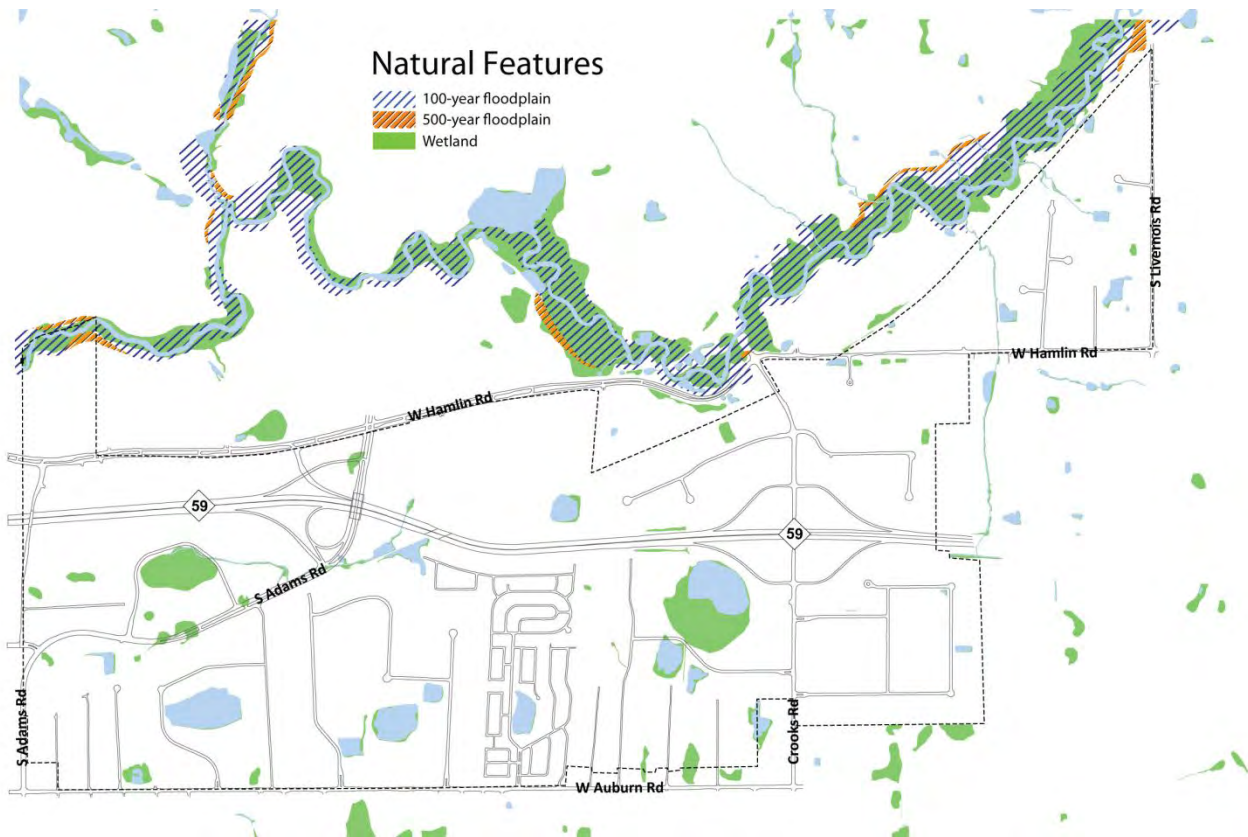 Natural Features
100-year floodplain
500-year floodplain
Wetland
S Livernois Rd
W Hamlin Rd
W Hamlin Rd
59
59
S Adams Rd
S Adams Rd
Crooks Rd
W Auburn Rd